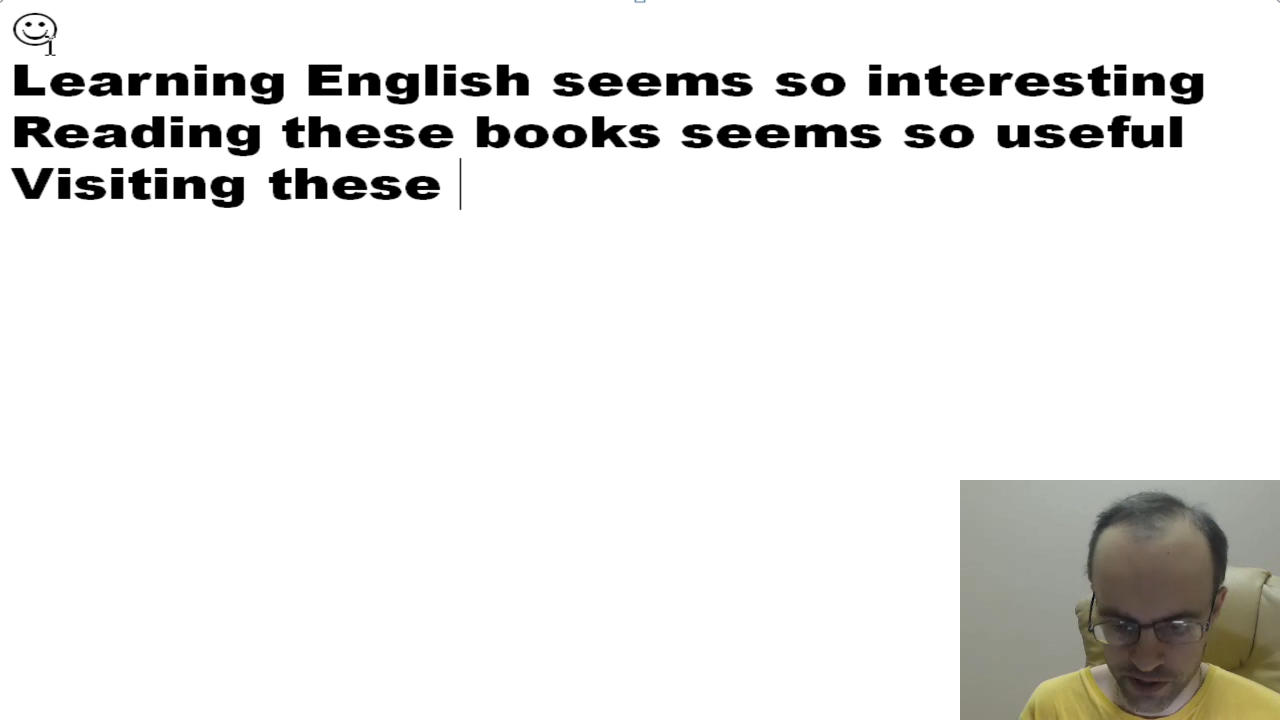 Learning English seems so interesting
Reading these books seems so useful
Visiting these